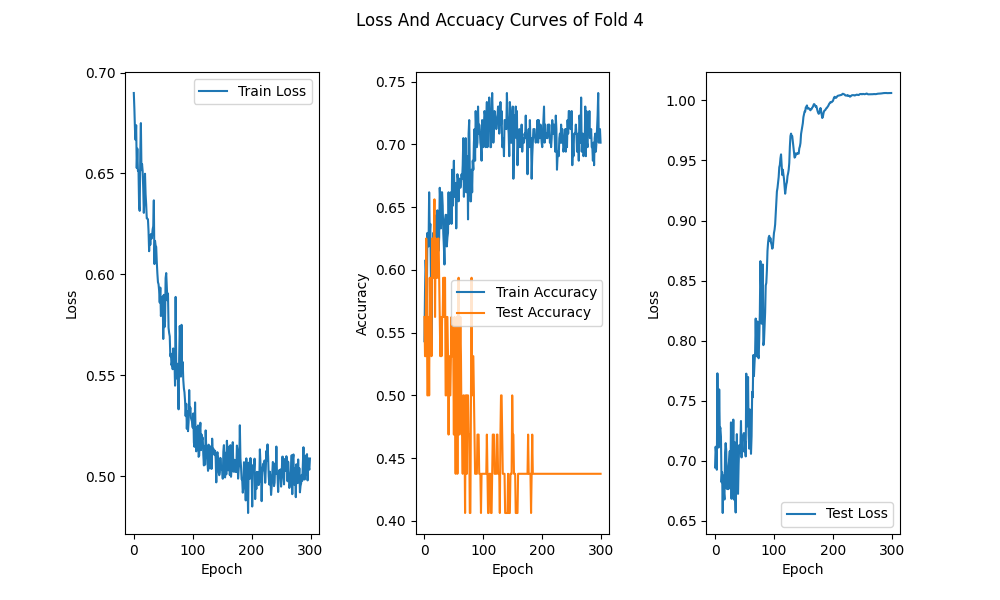 Loss And Accuacy Curves of Fold 4
0.70
0.65
0.60
0.55
0.50
Loss
0 100 200 300
Epoch
Train Loss
0.75
0.70
0.65
0.60
0.55
0.50
0.45
0.40
Accuracy
0 100 200 300
Epoch
Train Accuracy
Test Accuracy
1.00
0.95
0.90
0.85
0.80
0.75
0.70
0.65
Loss
0 100 200 300
Epoch
Test Loss